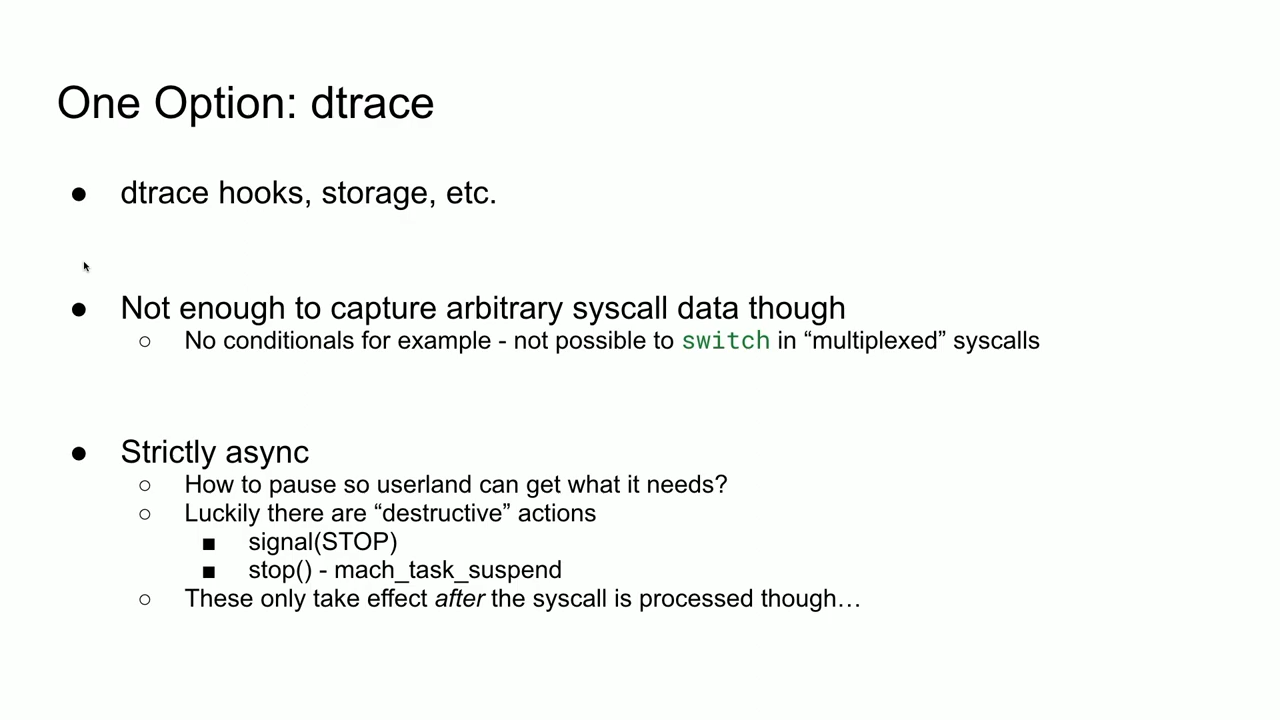 One Option: dtrace
● dtrace hooks, storage, etc.
● Not enough to capture arbitrary syscall data though
○ No conditionals for example - not possible to switch in “multiplexed” syscalls
● Strictly async
○ How to pause so userland can get what it needs?
○ Luckily there are “destructive” actions
■ signal(STOP)
■ stop() - mach_task_suspend
○ These only take effect after the syscall is processed though…